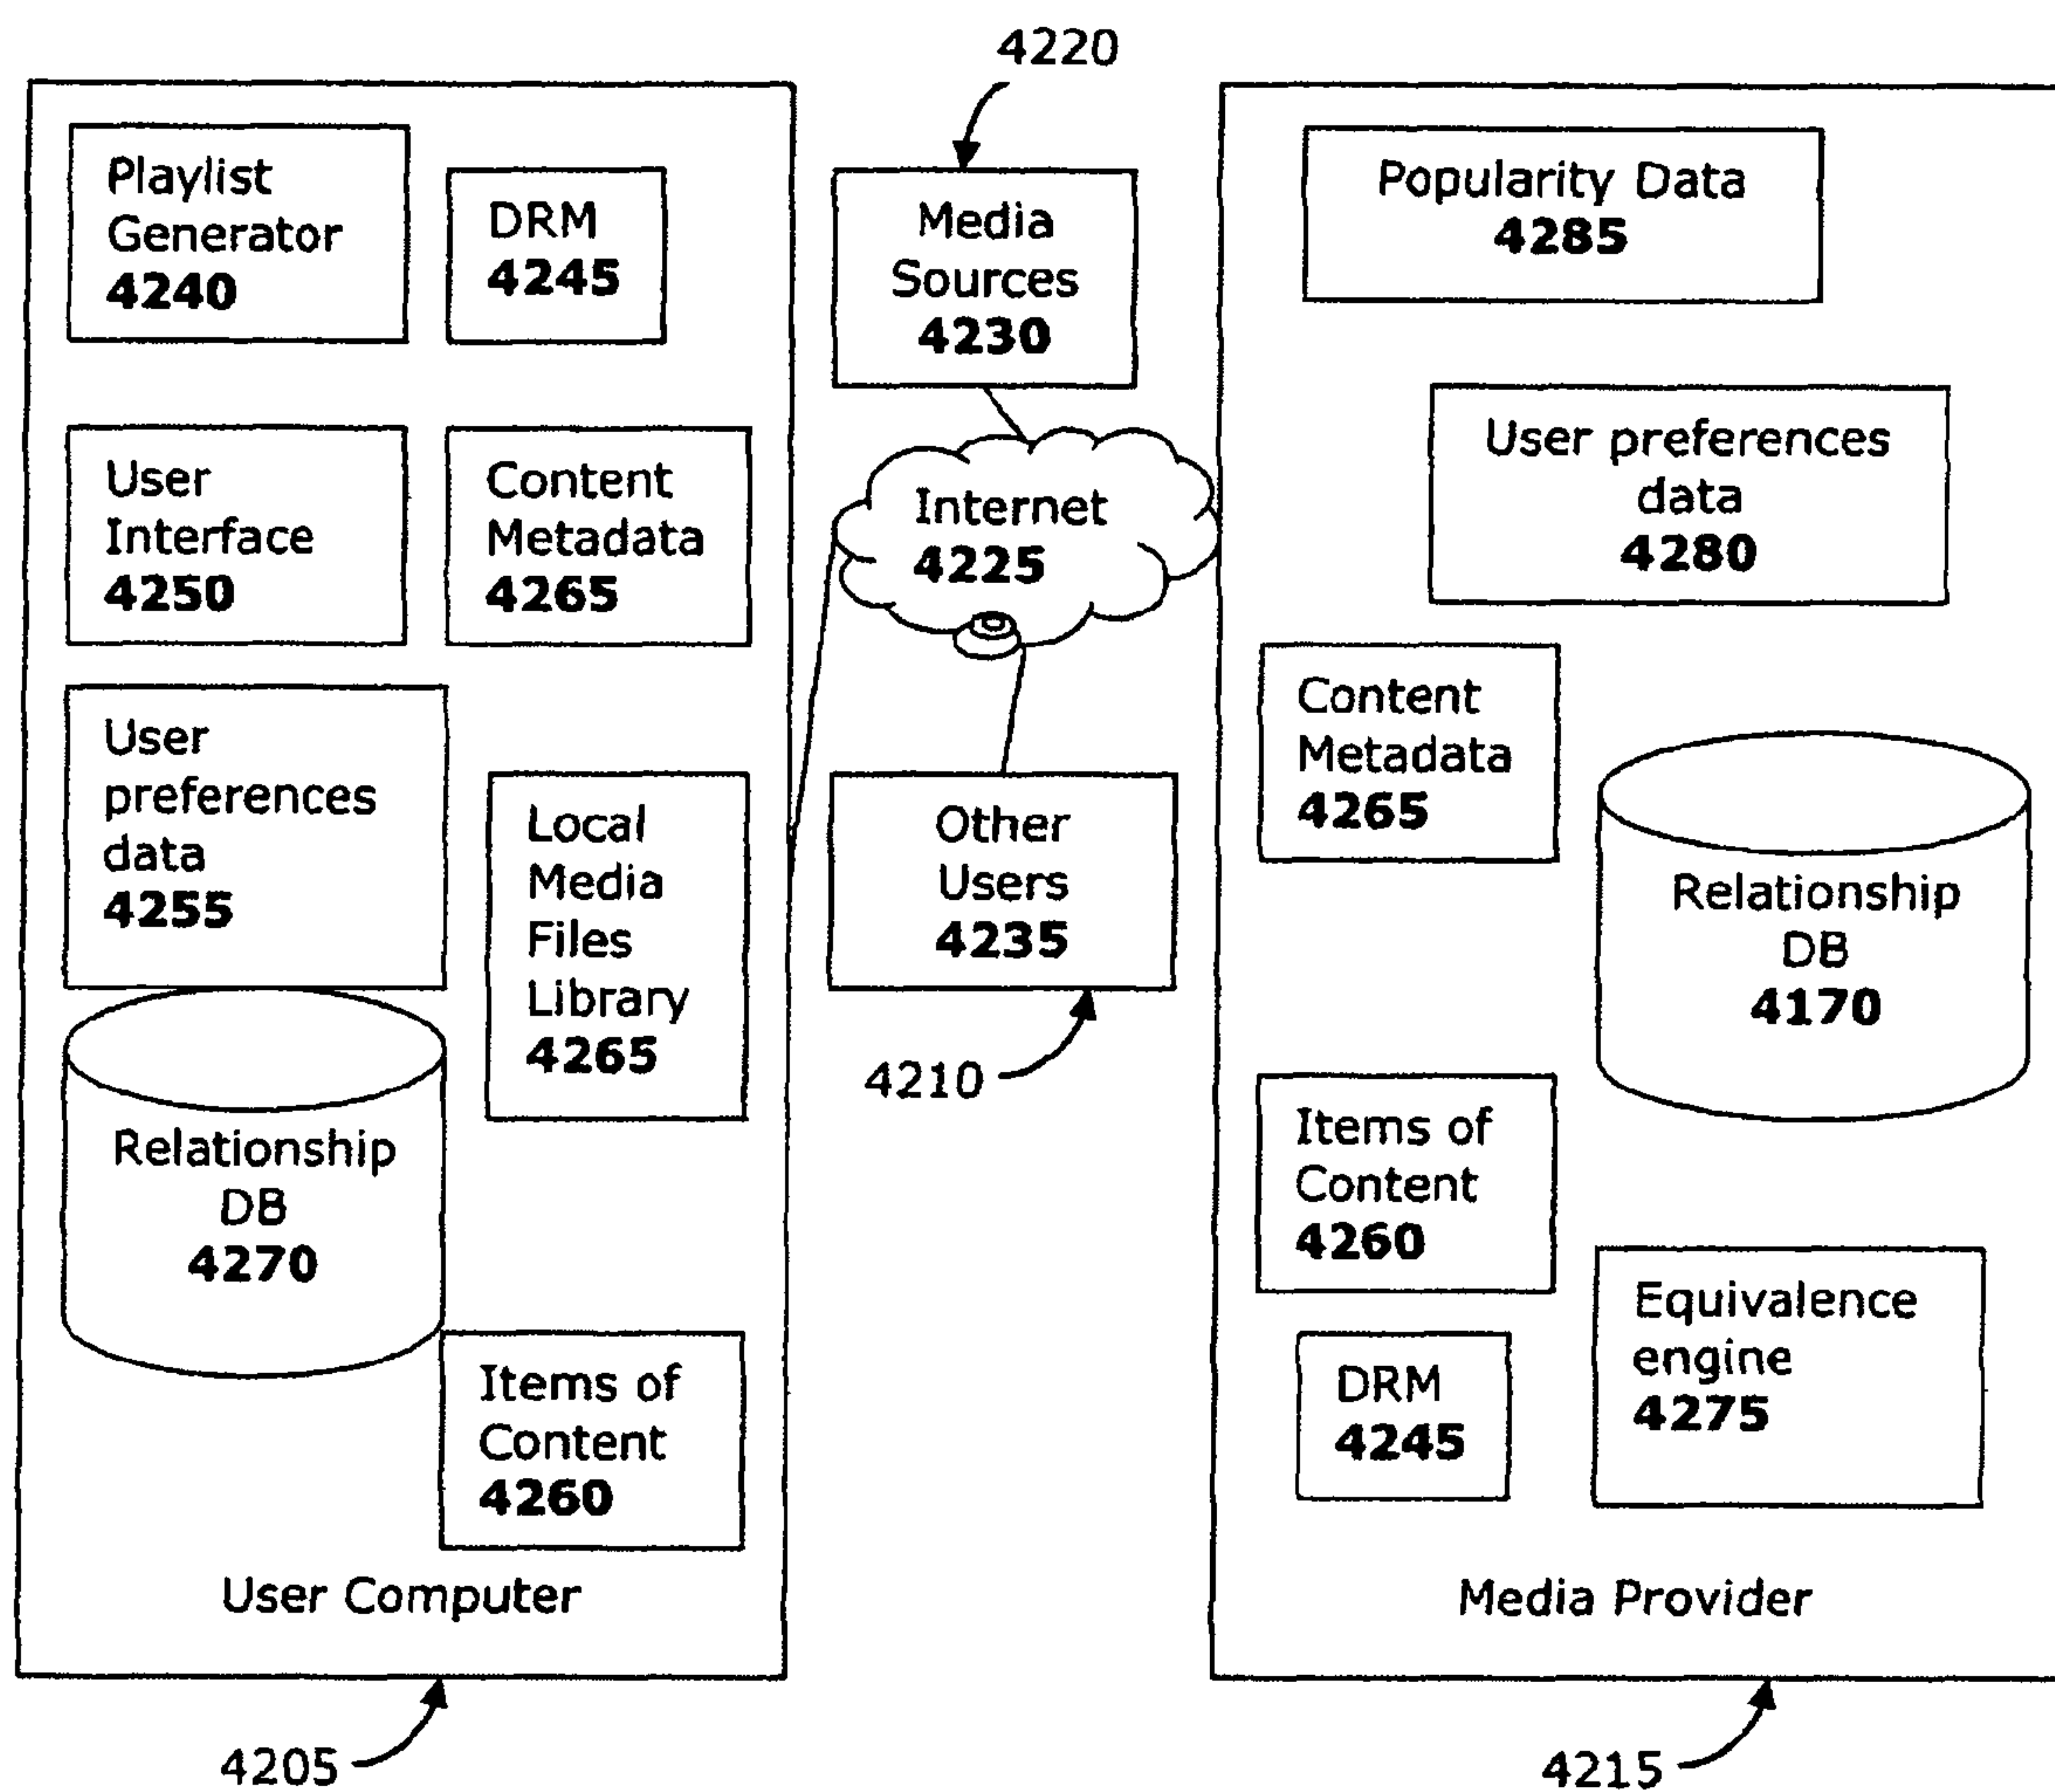 4220
Playlist
Generator
4240
DRM
4245
User
Interface
4250
Content
Metadata
4265
User
preferences
data
4255
Local
Media
Files
Library
4265
Relationship
DB
4270
Items of
Content
4260
User Computer
4205
Media
Sources
4230
Internet
4225
Other
Users
4235
4210
Popularity Data
4285
User preferences
data
4280
Content
Metadata
4265
Relationship
DB
4170
Items of
Content
4260
Equivalence
engine
4275
DRM
4245
Media Provider
4215